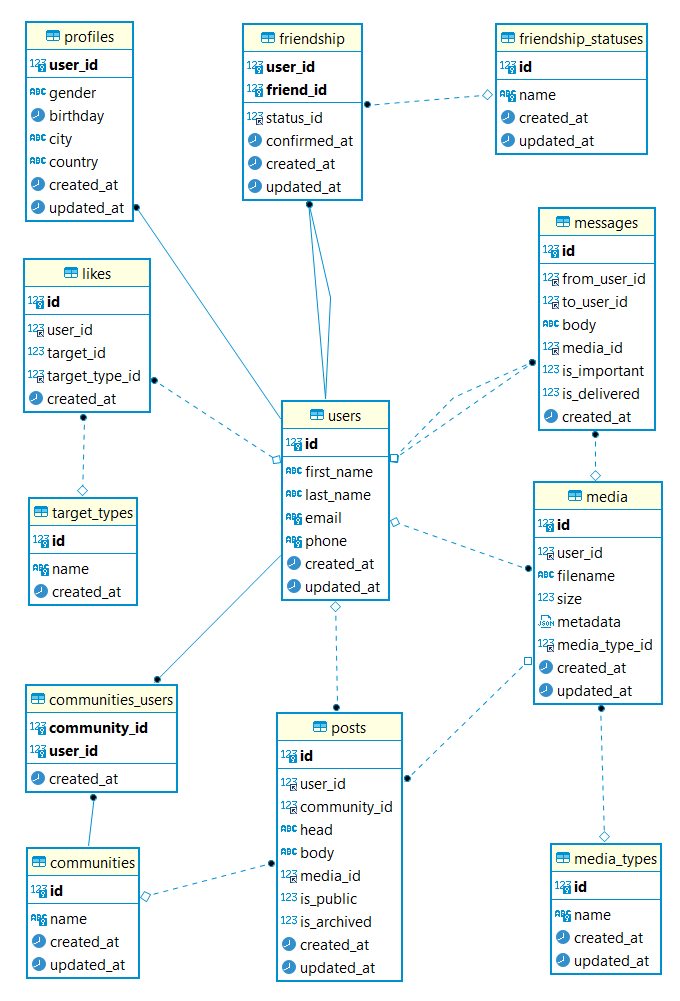 profiles
user_id
gender
birthday
city
country
created_at
updated_at
friendship
user_id
friend_id
status_id
confirmed_at
created_at
updated_at
friendship_statuses
id
name
created_at
updated_at
messages
id
from_user_id
to_user_id
body
media_id
is_important
is_delivered
created_at
likes
id
user_id
target_id
target_type_id
created_at
users
id
first_name
last_name
email
phone
created_at
updated_at
target_types
id
name
created_at
media
id
user_id
filename
size
metadata
media_type_id
created_at
updated_at
communities_users
community_id
user_id
created_at
posts
id
user_id
community_id
head
body
media_id
is_public
is_archived
created_at
updated_at
communities
id
name
created_at
updated_at
media_types
id
name
created_at
updated_at